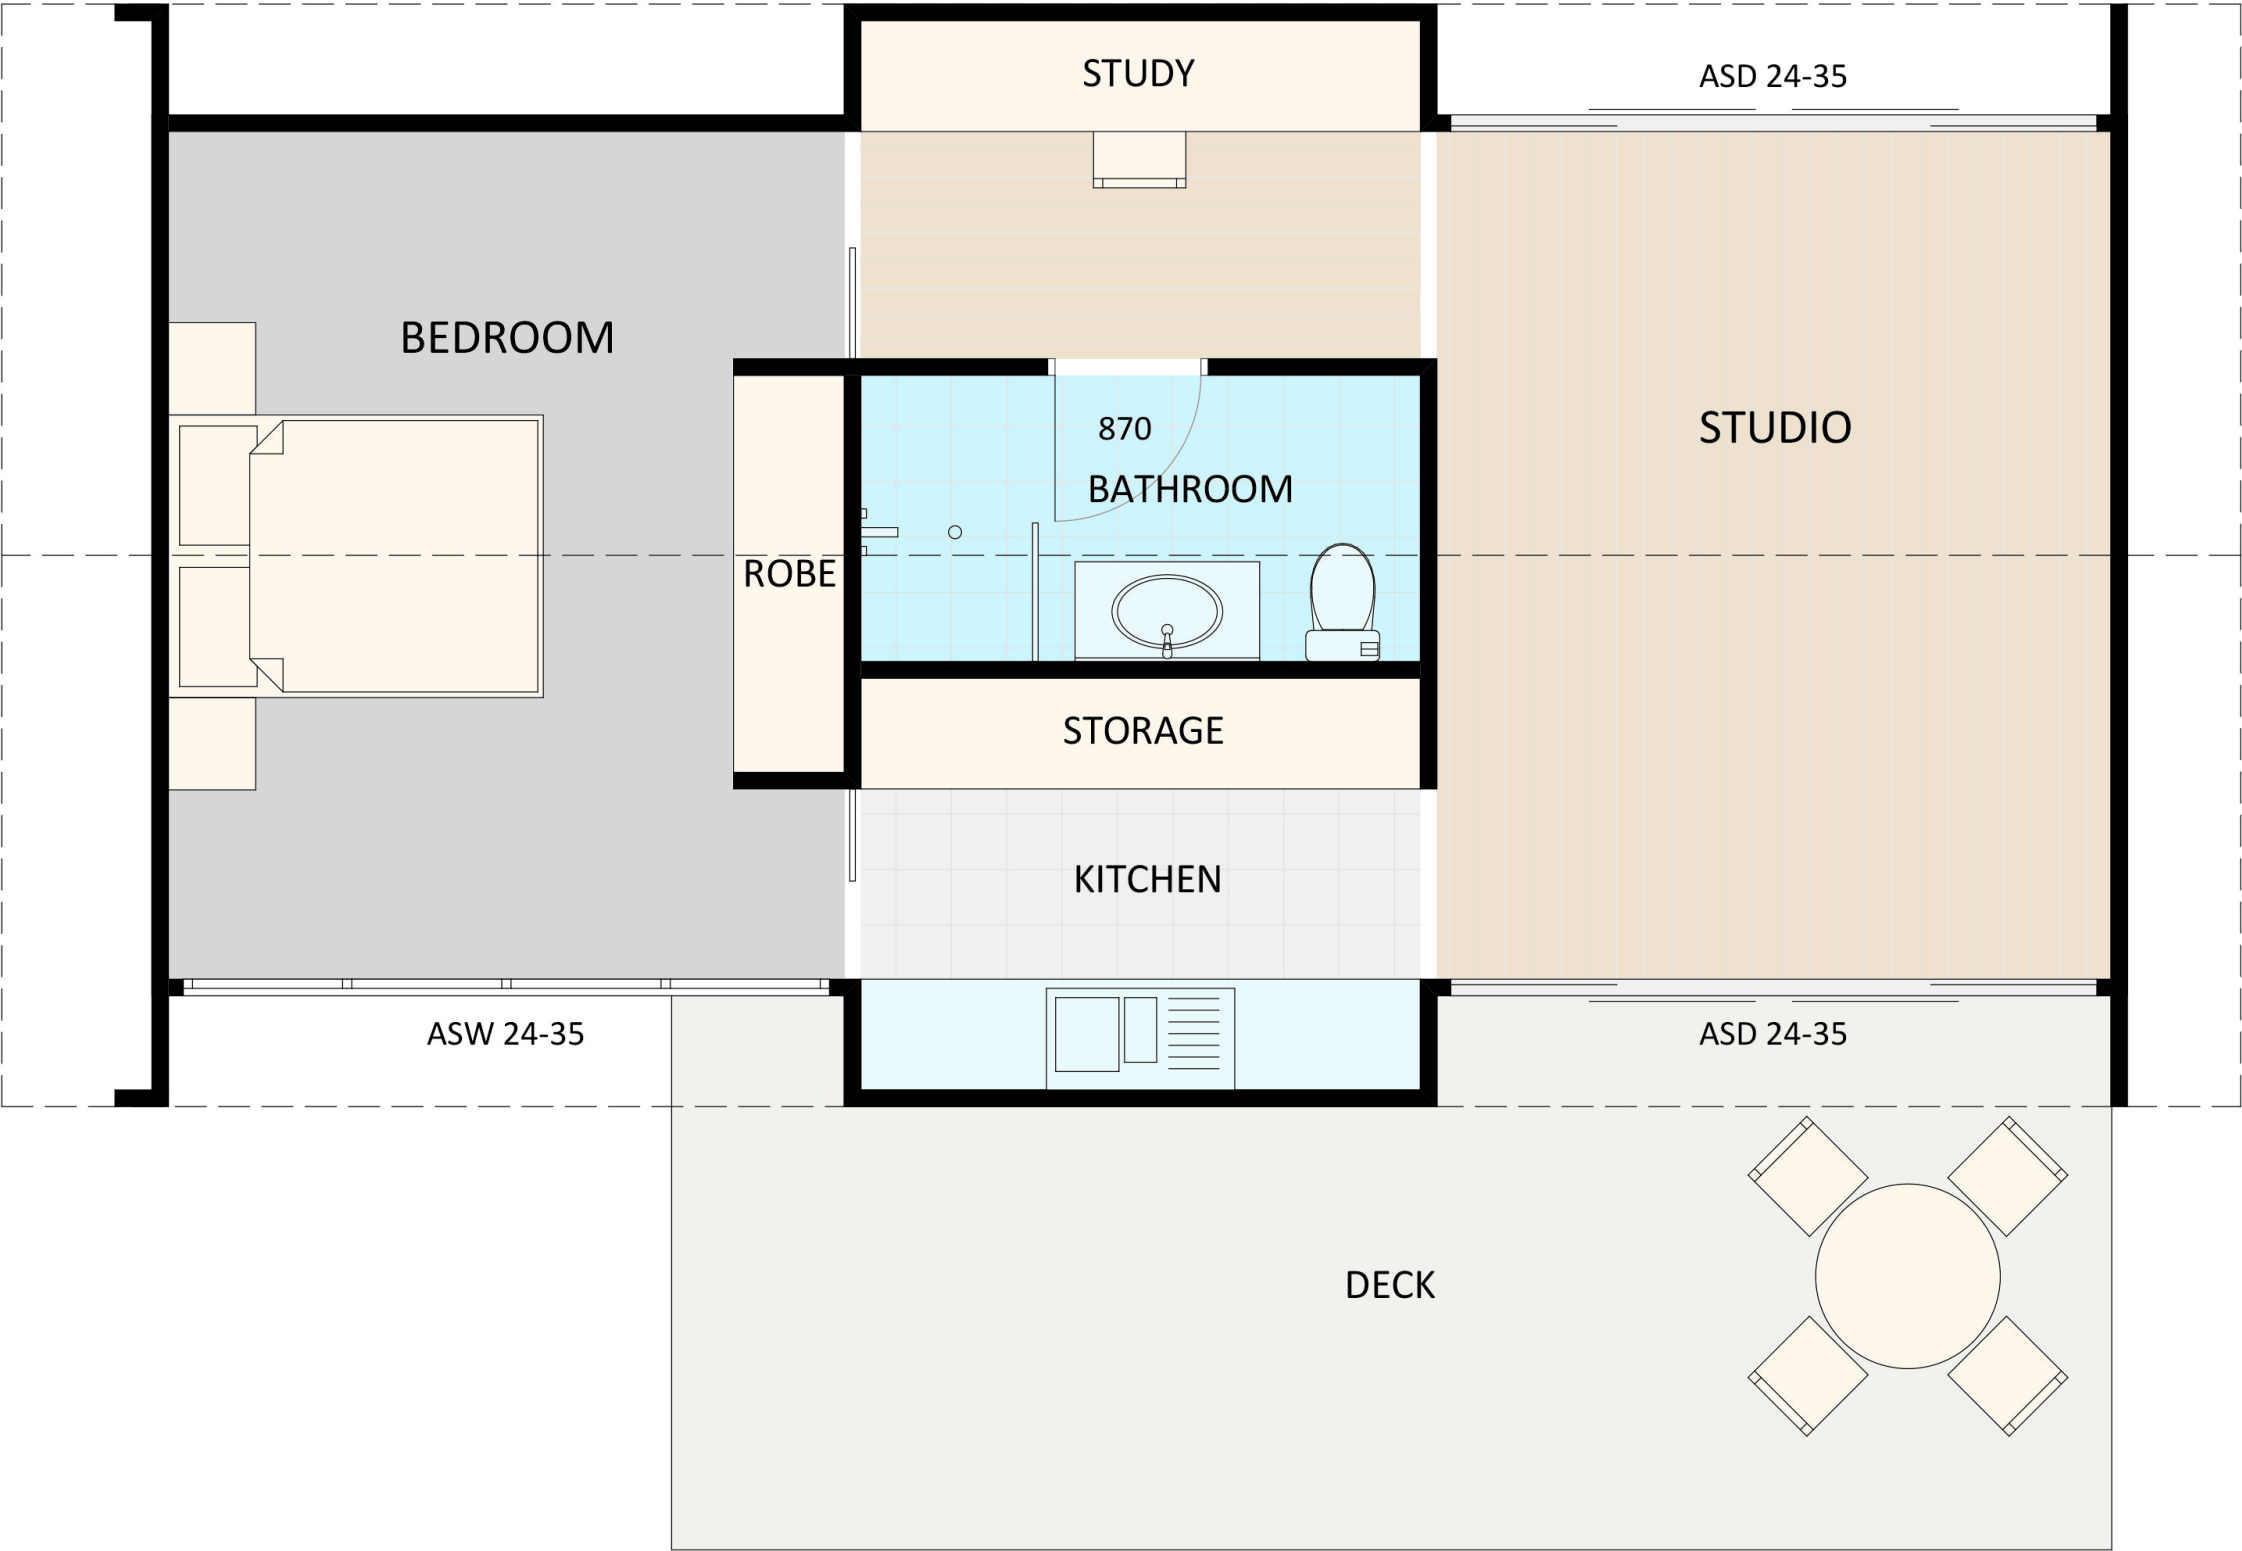 STUDY
ASD 24-35
BEDROOM
STUDIO
870
BATHROOM
ROBE
STORAGE
KITCHEN
ASW 24-35
ASD 24-35
DECK